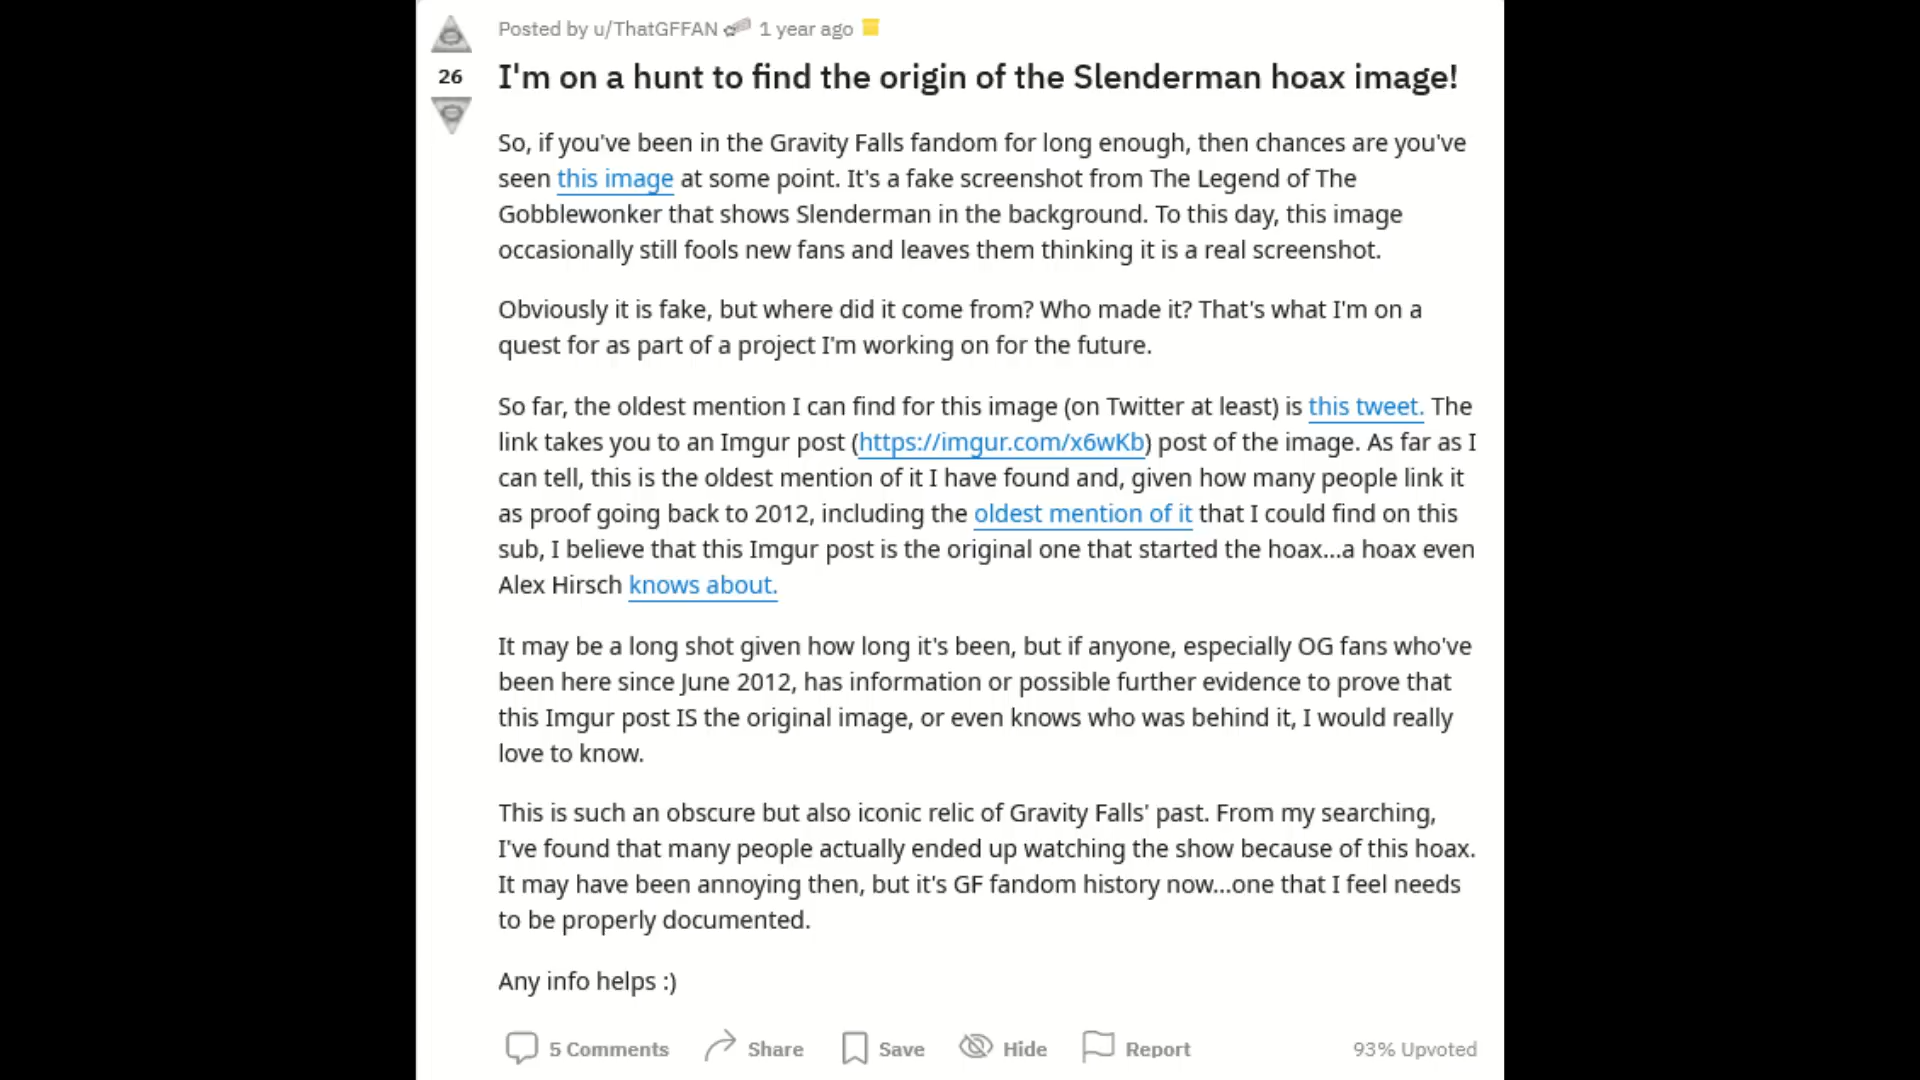 Posted by u/ThatGFFAN 1 year ago
26
I'm on a hunt to find the origin of the Slenderman hoax image!
So, if you've been in the Gravity Falls fandom for long enough, then chances are you've
seen this image at some point. It's a fake screenshot from The Legend of The
Gobblewonker that shows Slenderman in the background. To this day, this image
occasionally still fools new fans and leaves them thinking it is a real screenshot.
Obviously it is fake, but where did it come from? Who made it? That's what I'm on a
quest for as part of a project I'm working on for the future.
So far, the oldest mention I can find for this image (on Twitter at least) is this tweet. The
link takes you to an Imgur post (https://imgur.com/x6wKb) post of the image. As far as I
can tell, this is the oldest mention of it I have found and, given how many people link it
as proof going back to 2012, including the oldest mention of it that I could find on this
sub, I believe that this Imgur post is the original one that started the hoax...a hoax even
Alex Hirsch knows about.
It may be a long shot given how long it's been, but if anyone, especially OG fans who've
been here since June 2012, has information or possible further evidence to prove that
this Imgur post IS the original image, or even knows who was behind it, I would really
love to know.
This is such an obscure but also iconic relic of Gravity Falls' past. From my searching,
I've found that many people actually ended up watching the show because of this hoax.
It may have been annoying then, but it's GF fandom history now...one that I feel needs
to be properly documented.
Any info helps :)
5 Comments Share Save Hide Report 93% Upvoted